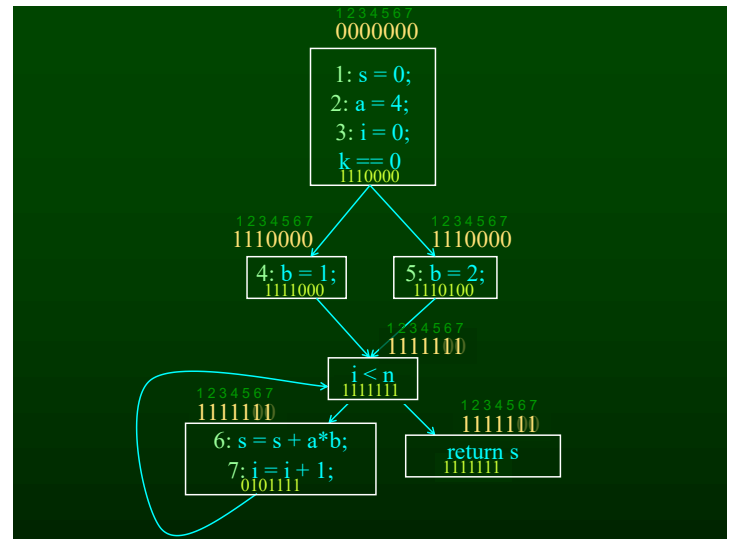 1 2 3 4 5 6 7
0000000
1: s = 0;
2: a = 4;
3: i = 0;
k == 0
1110000
1 2 3 4 5 6 7
1110000
1 2 3 4 5 6 7
1110000
4: b = 1;
1111000
5: b = 2;
1110100
1 2 3 4 5 6 7
1111111
i < n
1111111
1 2 3 4 5 6 7
1111111
1 2 3 4 5 6 7
1111111
6: s = s + a*b;
7: i = i + 1;
0101111
return s
1111111